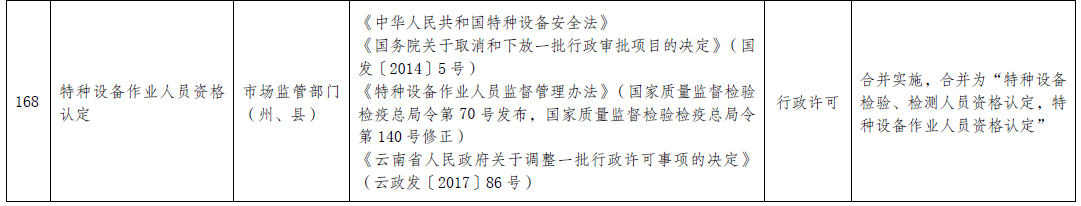 168
特种设备作业人员资格
认定
市场监管部门
（州、县）
《中华人民共和国特种设备安全法》
《国务院关于取消和下放一批行政审批项目的决定》（国
发〔2014〕5号）
《特种设备作业人员监督管理办法》（国家质量监督检验
检疫总局令第70号发布，国家质量监督检验检疫总局令
第140号修正）
《云南省人民政府关于调整一批行政许可事项的决定》
（云政发〔2017〕86号）
行政许可
合并实施，合并为“特种设备
检验、检测人员资格认定，特
种设备作业人员资格认定”